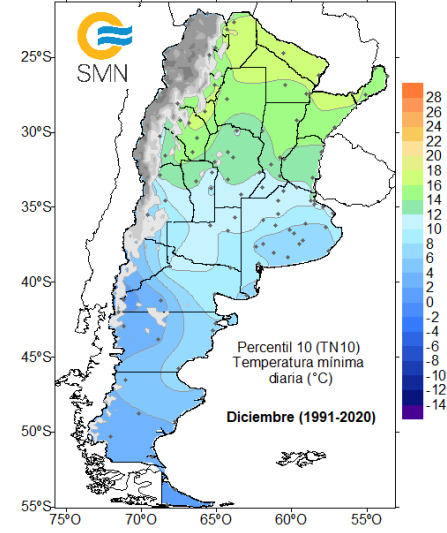 SMN
25°S
30°S
35°S
40°S
45°S
50°S
55°S
75°O
70°O
65°O
60°O
55°O
28
26
24
22
20
18
16
14
12
10
8
6
4
2
0
-2
-4
-6
-8
-10
-12
-14
Percentil 10 (TN10)
Temperatura mínima
diaria (°C)
Diciembre (1991-2020)